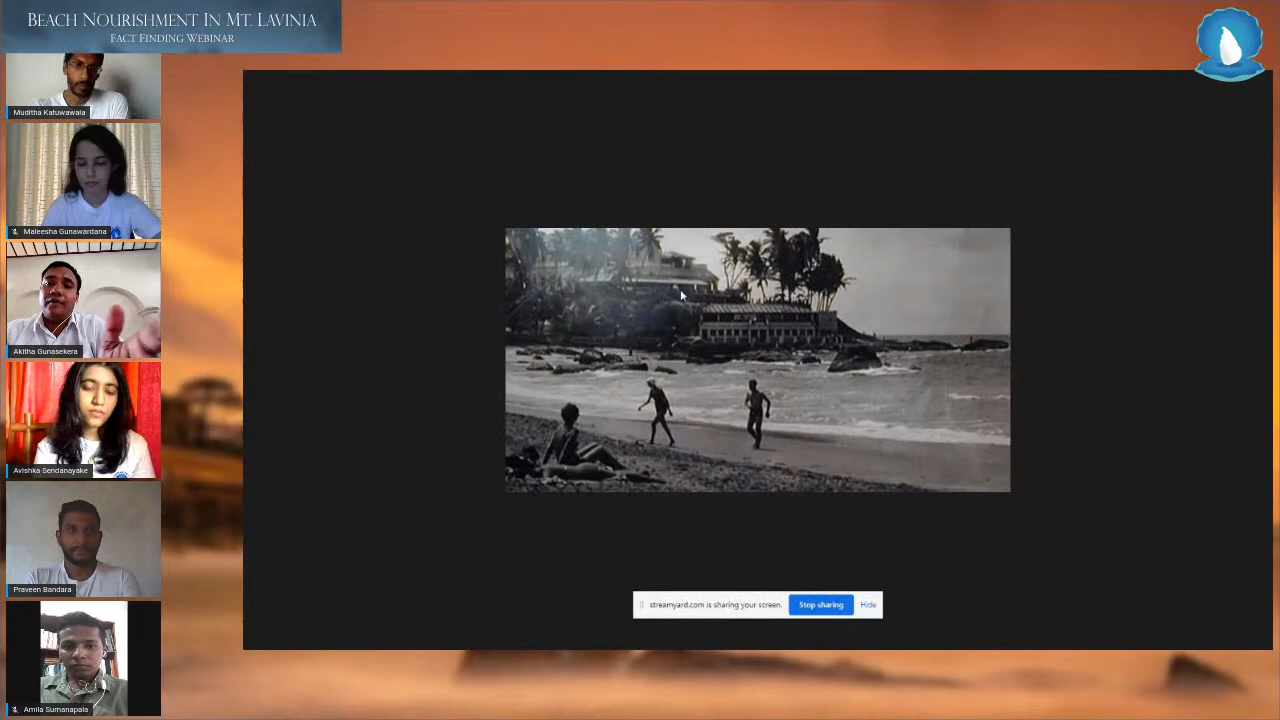 BEACH NOURISHMENT IN MT. LAVINIA
FACT FINDING WEBINAR
Muditha Katuwawala
Maleesha Gunawardana
Akitha Gunasekera
Avishka Sendanayake
Praveen Bandara
Amila Sumanapala
streamyard.com is sharing your screen.
Stop sharing
Hide